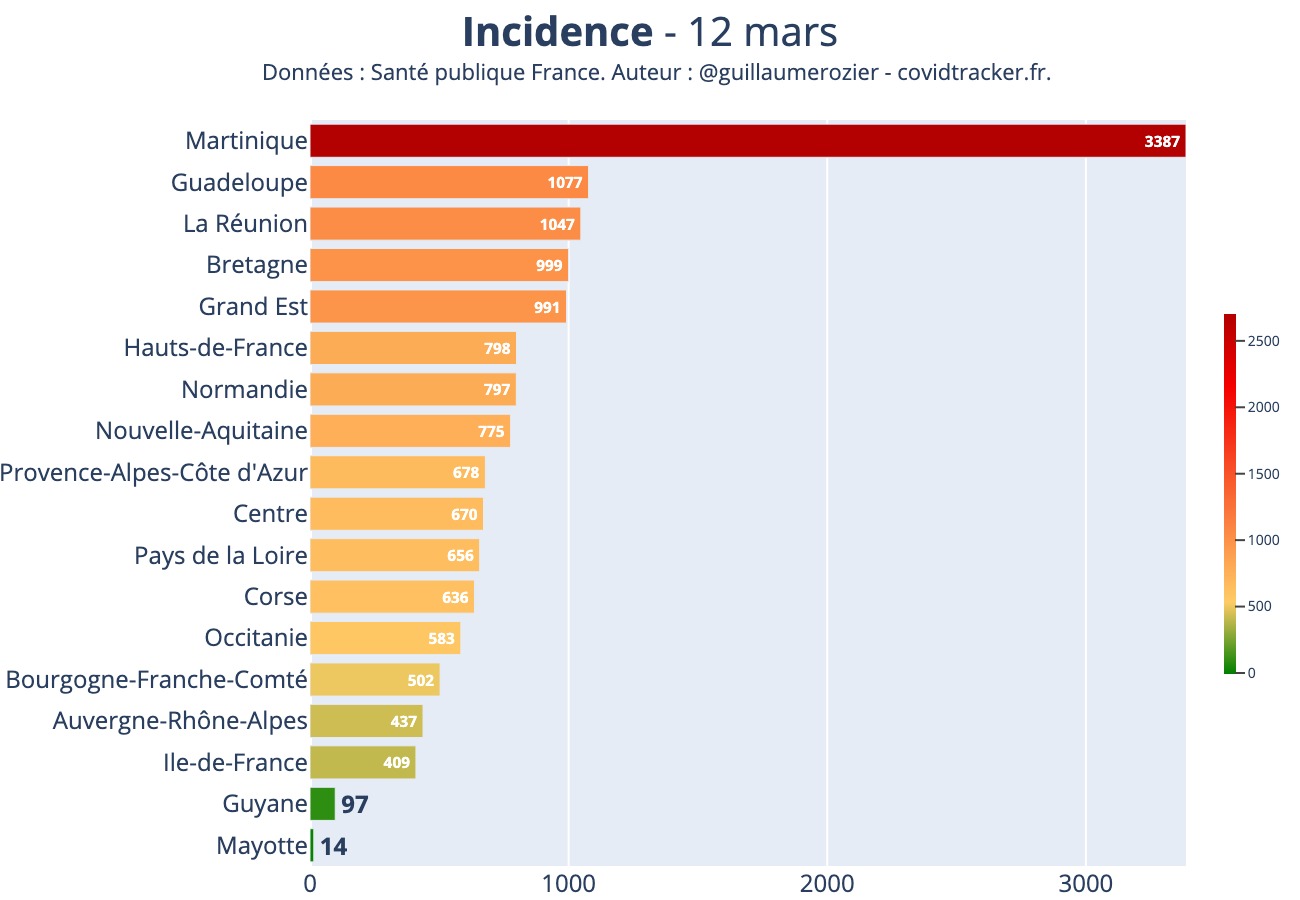 Incidence - 12 mars
Données : Santé publique France. Auteur : @guillaumerozier - covidtracker.fr.
Martinique 3387
Guadeloupe 1077
La Réunion 1047
Bretagne 999
Grand Est 991
Hauts-de-France 798
Normandie 797
Nouvelle-Aquitaine 775
Provence-Alpes-Côte d'Azur 678
Centre 670
Pays de la Loire 656
Corse 636
Occitanie 583
Bourgogne-Franche-Comté 502
Auvergne-Rhône-Alpes 437
Ile-de-France 409
Guyane 97
Mayotte 14
0 1000 2000 3000
2500
2000
1500
1000
500
0